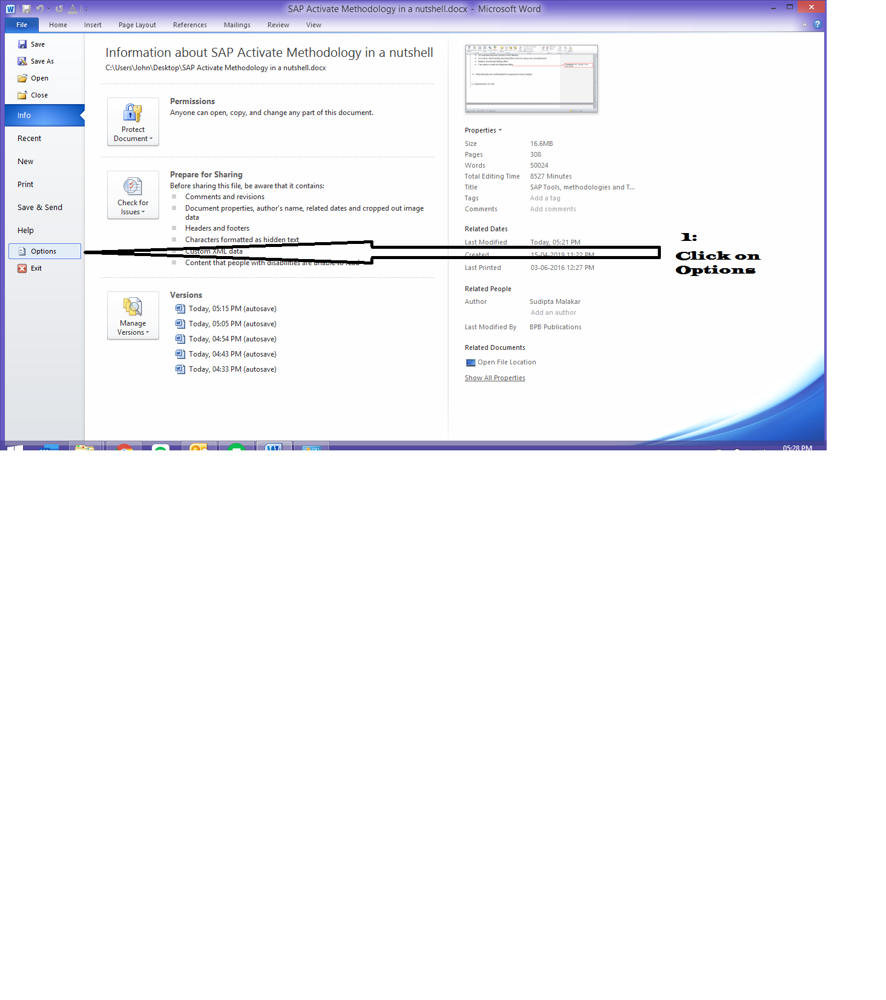 SAP Activate Methodology in a nutshell.docx - Microsoft Word
File Home Insert Page Layout References Mailings Review View
Save
Save As
Open
Close
Info
Recent
New
Print
Save & Send
Help
Options
Exit
Information about SAP Activate Methodology in a nutshell
C:\Users\John\Desktop\SAP Activate Methodology in a nutshell.docx
Protect
Document
Permissions
Anyone can open, copy, and change any part of this document.
Check for
Issues
Prepare for Sharing
Before sharing this file, be aware that it contains:
Comments and revisions
Document properties, author's name, related dates and cropped out image
data
Headers and footers
Characters formatted as hidden text
Custom XML data
Content that people with disabilities are unable to read
Manage
Versions
Versions
Today, 05:15 PM (autosave)
Today, 05:05 PM (autosave)
Today, 04:54 PM (autosave)
Today, 04:43 PM (autosave)
Today, 04:33 PM (autosave)
Properties
Size 16.6MB
Pages 308
Words 50024
Total Editing Time 8527 Minutes
Title SAP Tools, methodologies and T...
Tags Add a tag
Comments Add comments
Related Dates
Last Modified Today, 05:21 PM
Created 15-04-2019 11:22 PM
Last Printed 03-06-2016 12:27 PM
Related People
Author Sudipta Malakar
Add an author
Last Modified By BPB Publications
Related Documents
Open File Location
Show All Properties
1:
Click on
Options
05:28 PM